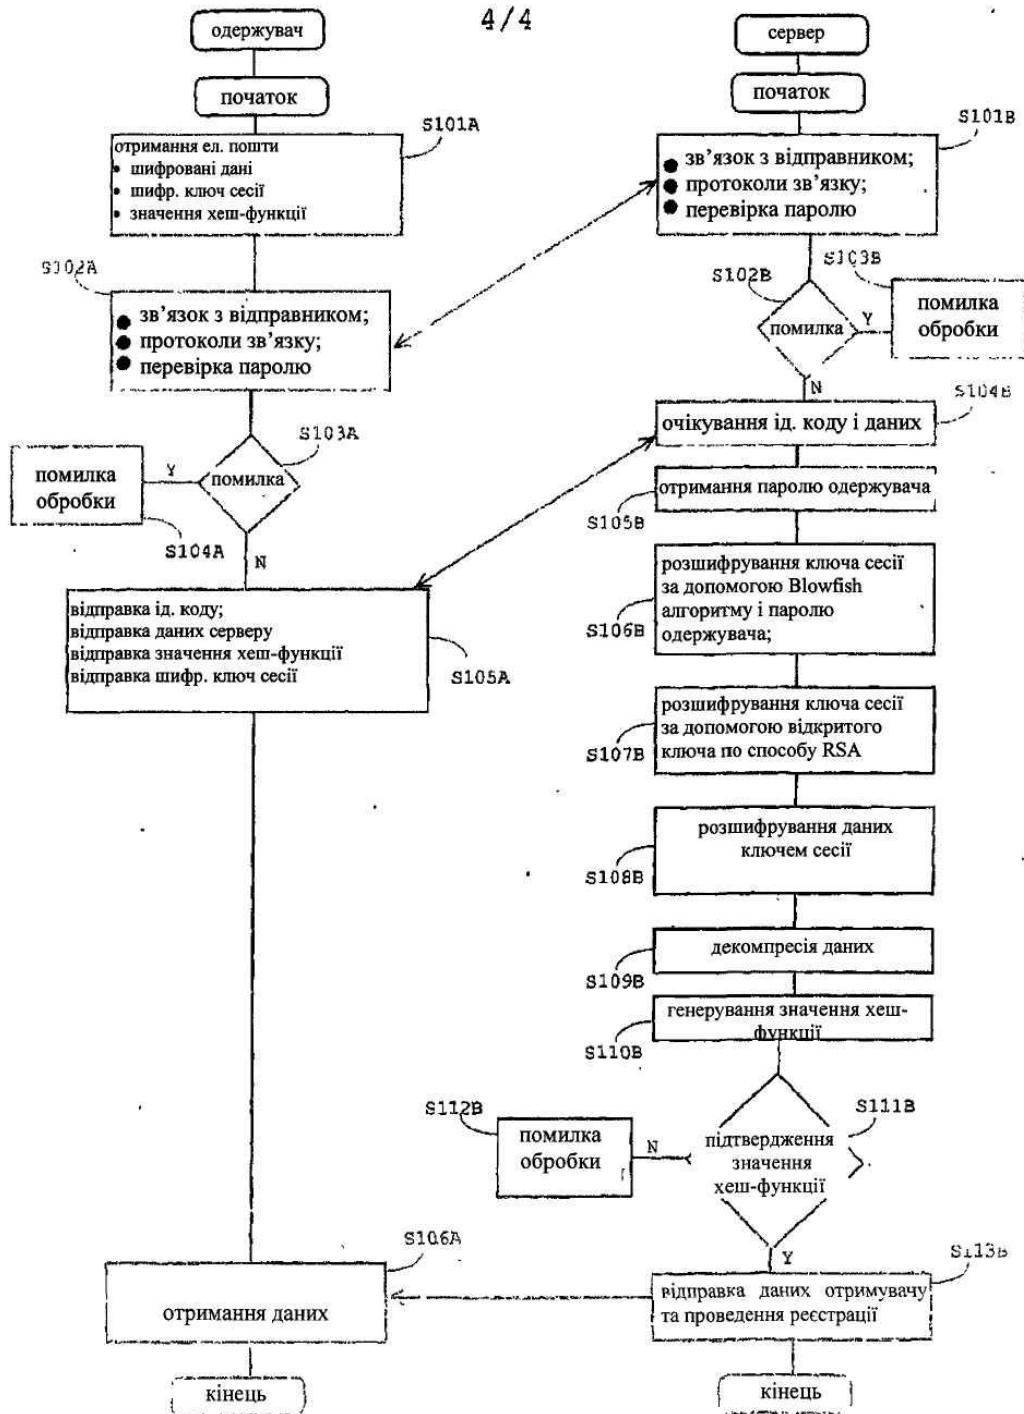 4/4
одержувач
початок
S101A
отримання ел. пошти
• шифровані дані
• шифр. ключ сесії
• значення хеш-функції
S102A
● зв’язок з відправником;
● протоколи зв’язку;
● перевірка паролю
S103A
помилка
Y
помилка
обробки
S104A
N
відправка ід. коду;
відправка даних серверу
відправка значення хеш-функції
відправка шифр. ключ сесії
S105A
S106A
отримання даних
кінець
сервер
початок
S101B
● зв’язок з відправником;
● протоколи зв’язку;
● перевірка паролю
S102B
S103B
помилка
Y
помилка
обробки
N
S104B
очікування ід. коду і даних
отримання паролю одержувача
S105B
розшифрування ключа сесії
за допомогою Blowfish
алгоритму і паролю
одержувача;
S106B
розшифрування ключа сесії
за допомогою відкритого
ключа по способу RSA
S107B
розшифрування даних
ключем сесії
S108B
декомпресія даних
S109B
генерування значення хеш-
функції
S110B
S111B
підтвердження
значення
хеш-функції
N
S112B
помилка
обробки
Y
S113B
відправка даних отримувачу
та проведення реєстрації
кінець